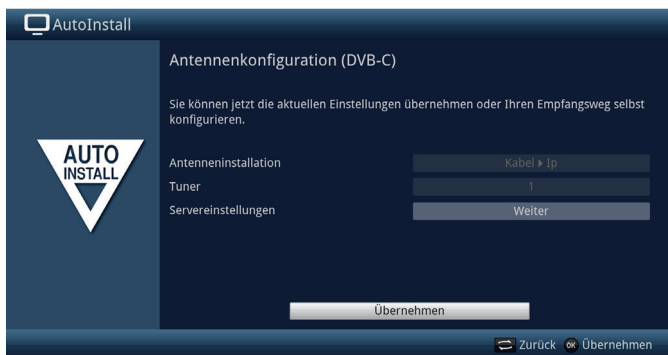 AutoInstall
Antennenkonfiguration (DVB-C)
Sie können jetzt die aktuellen Einstellungen übernehmen oder Ihren Empfangsweg selbst
konfigurieren.
AUTO
INSTALL
Antenneninstallation Kabel ▸ Ip
Tuner 1
Servereinstellungen Weiter
Übernehmen
Zurück OK Übernehmen